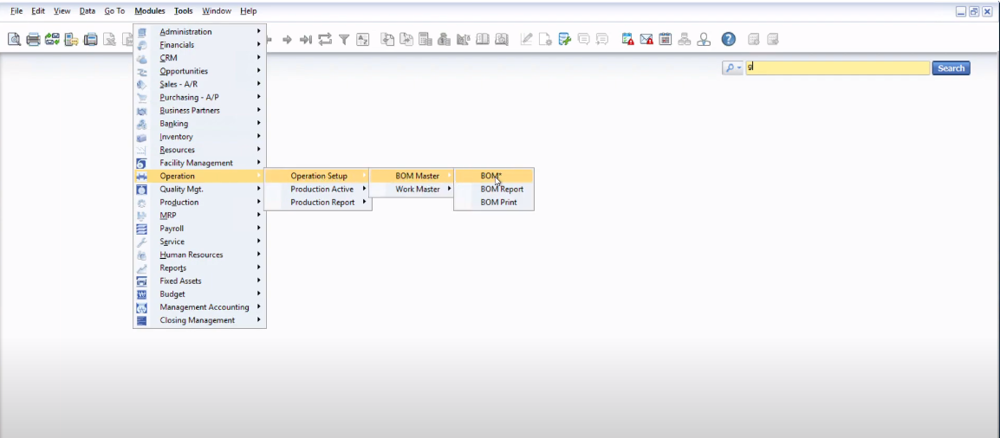 File Edit View Data Go To Modules Tools Window Help
g
Search
Administration
Financials
CRM
Opportunities
Sales - A/R
Purchasing - A/P
Business Partners
Banking
Inventory
Resources
Facility Management
Operation
Quality Mgt.
Production
MRP
Payroll
Service
Human Resources
Reports
Fixed Assets
Budget
Management Accounting
Closing Management
Operation Setup
Production Active
Production Report
BOM Master
Work Master
BOM*
BOM Report
BOM Print